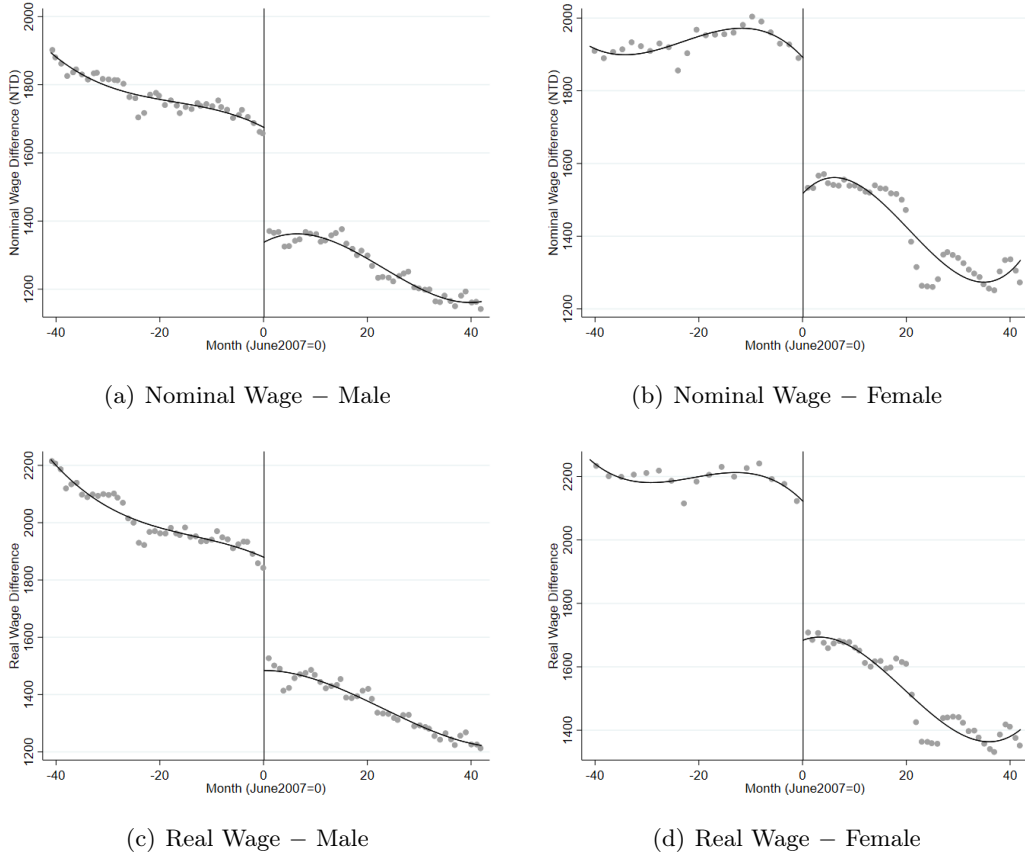 Nominal Wage Difference (NTD)
2000
1800
1600
1400
1200
-40 -20 0 20 40
Month (June2007=0)
(a) Nominal Wage − Male
Nominal Wage Difference (NTD)
2000
1800
1600
1400
1200
-40 -20 0 20 40
Month (June2007=0)
(b) Nominal Wage − Female
Real Wage Difference
2200
2000
1800
1600
1400
1200
-40 -20 0 20 40
Month (June2007=0)
(c) Real Wage − Male
Real Wage Difference
2200
2000
1800
1600
1400
-40 -20 0 20 40
Month (June2007=0)
(d) Real Wage − Female